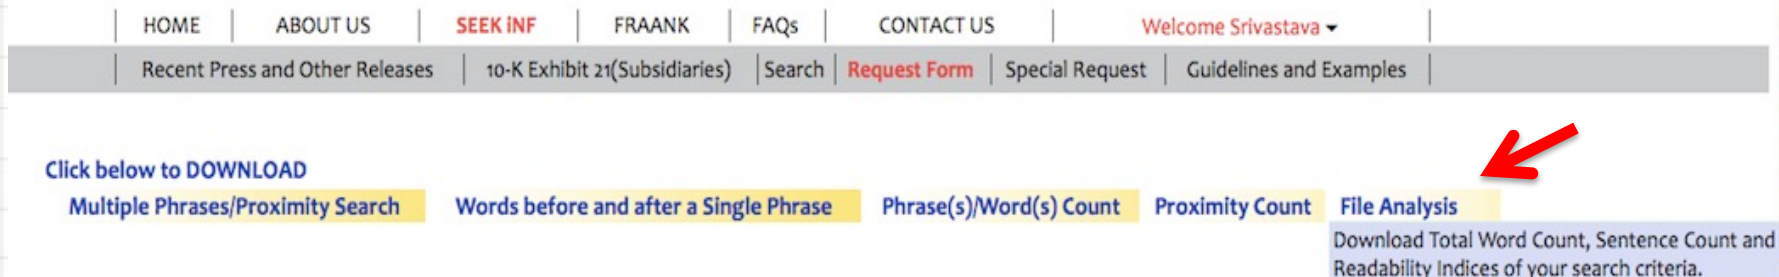 HOME ABOUT US SEEK iNF FRAANK FAQs CONTACT US Welcome Srivastava
Recent Press and Other Releases 10-K Exhibit 21(Subsidiaries) Search Request Form Special Request Guidelines and Examples
Click below to DOWNLOAD
Multiple Phrases/Proximity Search Words before and after a Single Phrase Phrase(s)/Word(s) Count Proximity Count File Analysis
Download Total Word Count, Sentence Count and
Readability Indices of your search criteria.